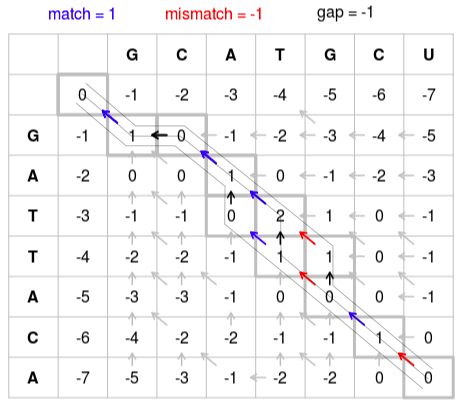 match = 1 mismatch = -1 gap = -1
G C A T G C U
0 -1 -2 -3 -4 -5 -6 -7
G -1 1 0 -1 -2 -3 -4 -5
A -2 0 0 1 0 -1 -2 -3
T -3 -1 -1 0 2 1 0 -1
T -4 -2 -2 -1 1 1 0 -1
A -5 -3 -3 -1 0 0 0 -1
C -6 -4 -2 -2 -1 -1 1 0
A -7 -5 -3 -1 -2 -2 0 0